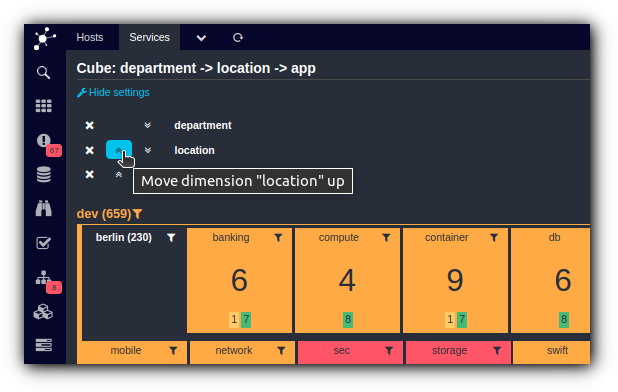 Hosts Services
Cube: department -> location -> app
Hide settings
67
department
location
Move dimension "location" up
dev (659)
berlin (230) banking compute container db
6 4 9 6
1 7 8 1 7 8
8
mobile network sec storage swift